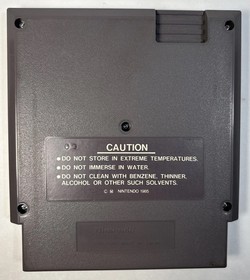 CAUTION
•DO NOT STORE IN EXTREME TEMPERATURES.
•DO NOT IMMERSE IN WATER.
•DO NOT CLEAN WITH BENZENE, THINNER,
ALCOHOL OR OTHER SUCH SOLVENTS.
NINTENDO 1985